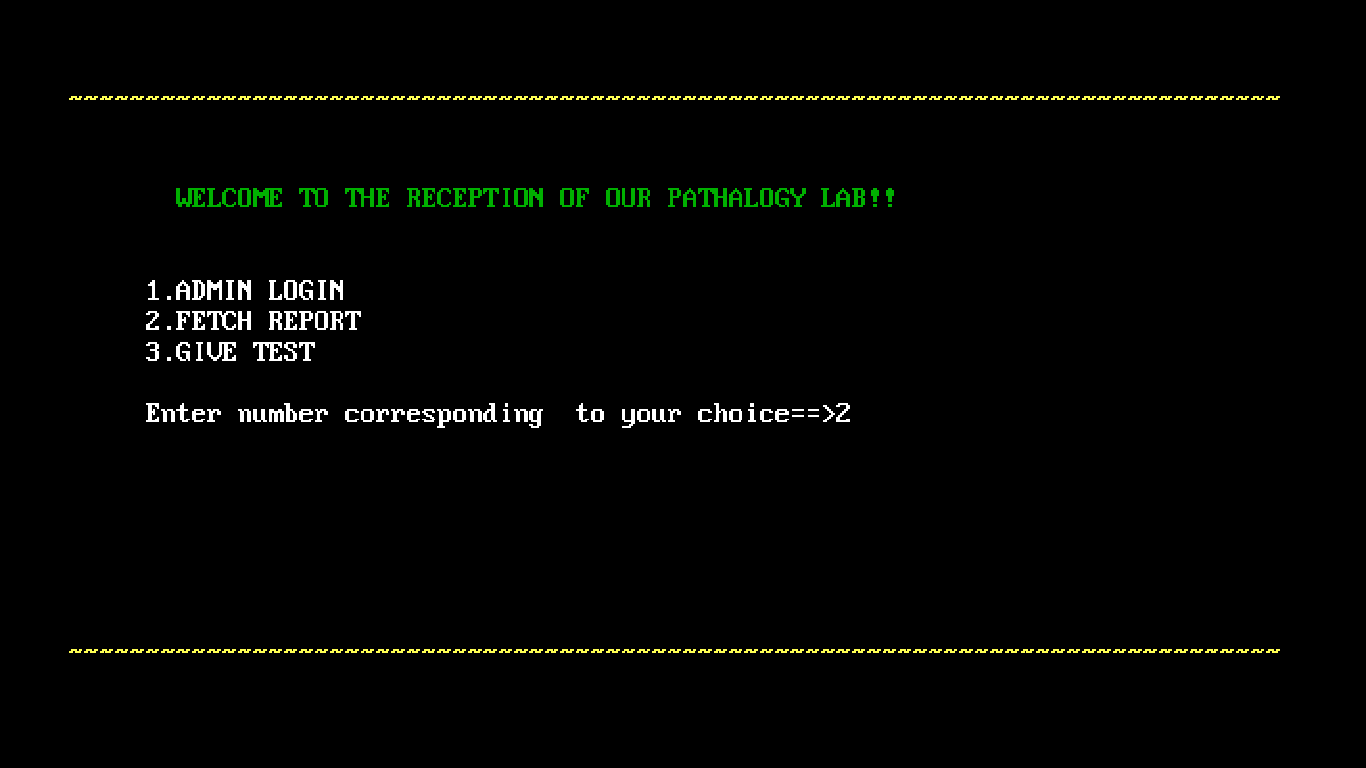 ~~~~~~~~~~~~~~~~~~~~~~~~~~~~~~~~~~~~~~~~~~~~~~~~~~~~~~~~~~~~~~~~~~~~~~~~~~~~~~~
WELCOME TO THE RECEPTION OF OUR PATHALOGY LAB!!
1.ADMIN LOGIN
2.FETCH REPORT
3.GIVE TEST
Enter number corresponding  to your choice==>2
~~~~~~~~~~~~~~~~~~~~~~~~~~~~~~~~~~~~~~~~~~~~~~~~~~~~~~~~~~~~~~~~~~~~~~~~~~~~~~~